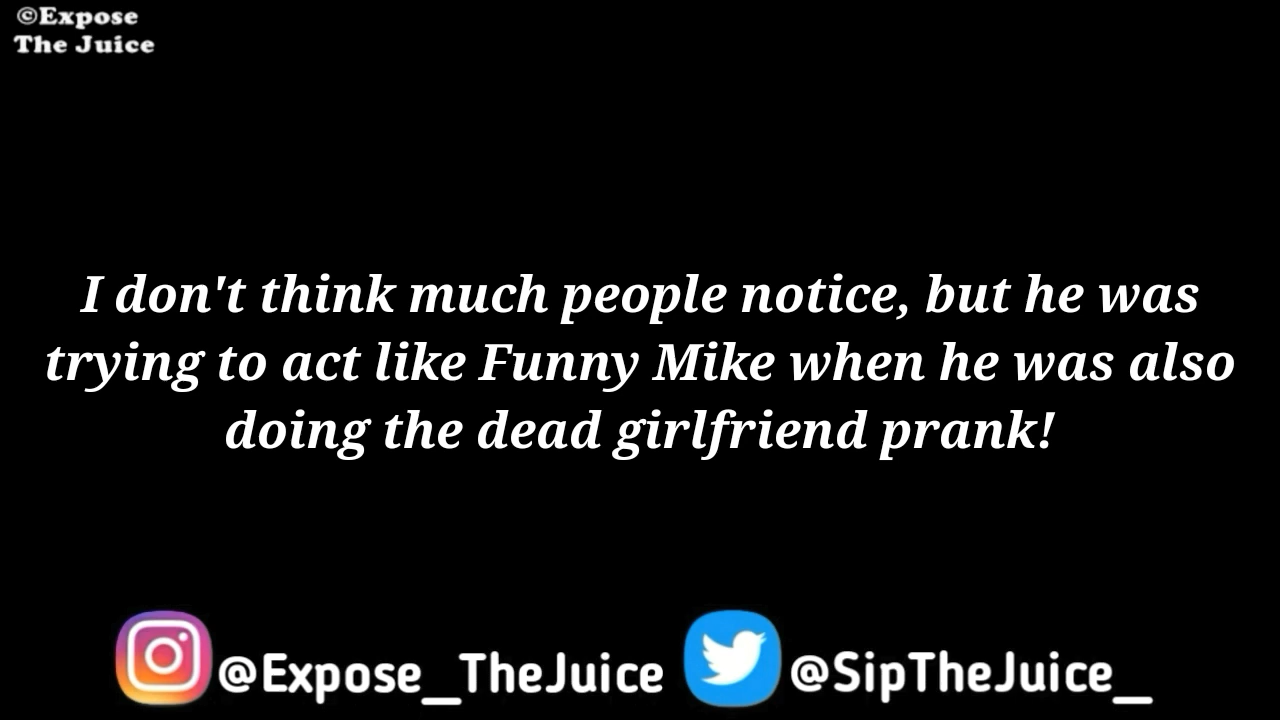 ©Expose
The Juice
I don't think much people notice, but he was
trying to act like Funny Mike when he was also
doing the dead girlfriend prank!
@Expose_TheJuice @SipTheJuice_